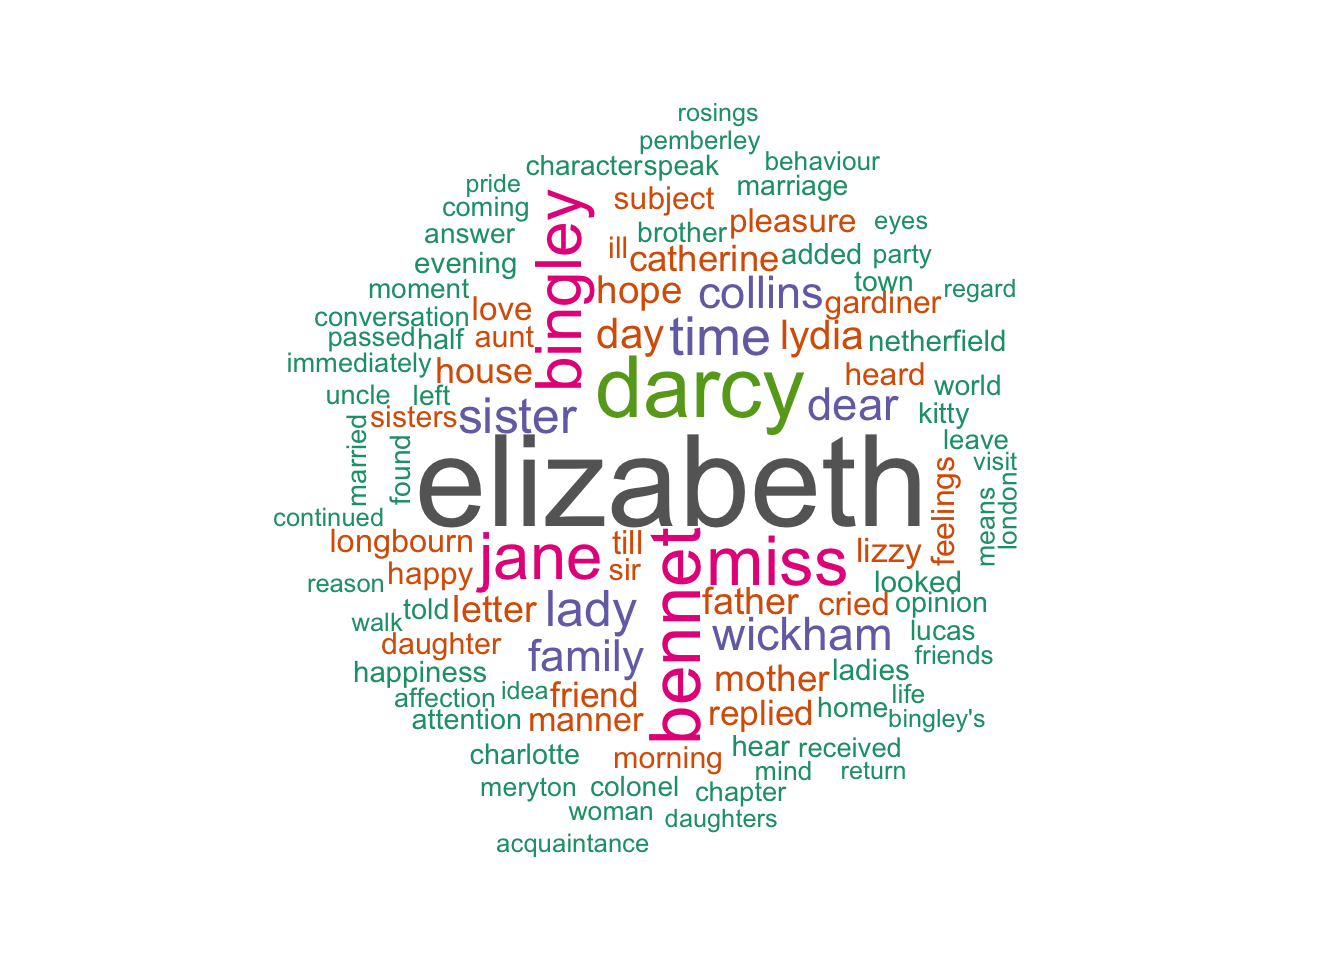 rosings
pemberley
characterspeak behaviour
pride marriage
coming subject
answer brother pleasure eyes
evening ill catherine added party
moment bingley hope collins town regard
conversation love gardiner
passed half aunt day time lydia netherfield
immediately house darcy heard world
uncle left dear kitty
sisters sister leave
married found elizabeth feelings visit
continued means london
longbourn jane till bennet miss lizzy
reason happy sir looked
walk told letter lady father cried opinion
daughter family wickham lucas
happiness mother ladies friends
affection idea friend life
attention manner replied home bingley's
charlotte morning hear received
meryton colonel mind return
woman chapter
daughters
acquaintance